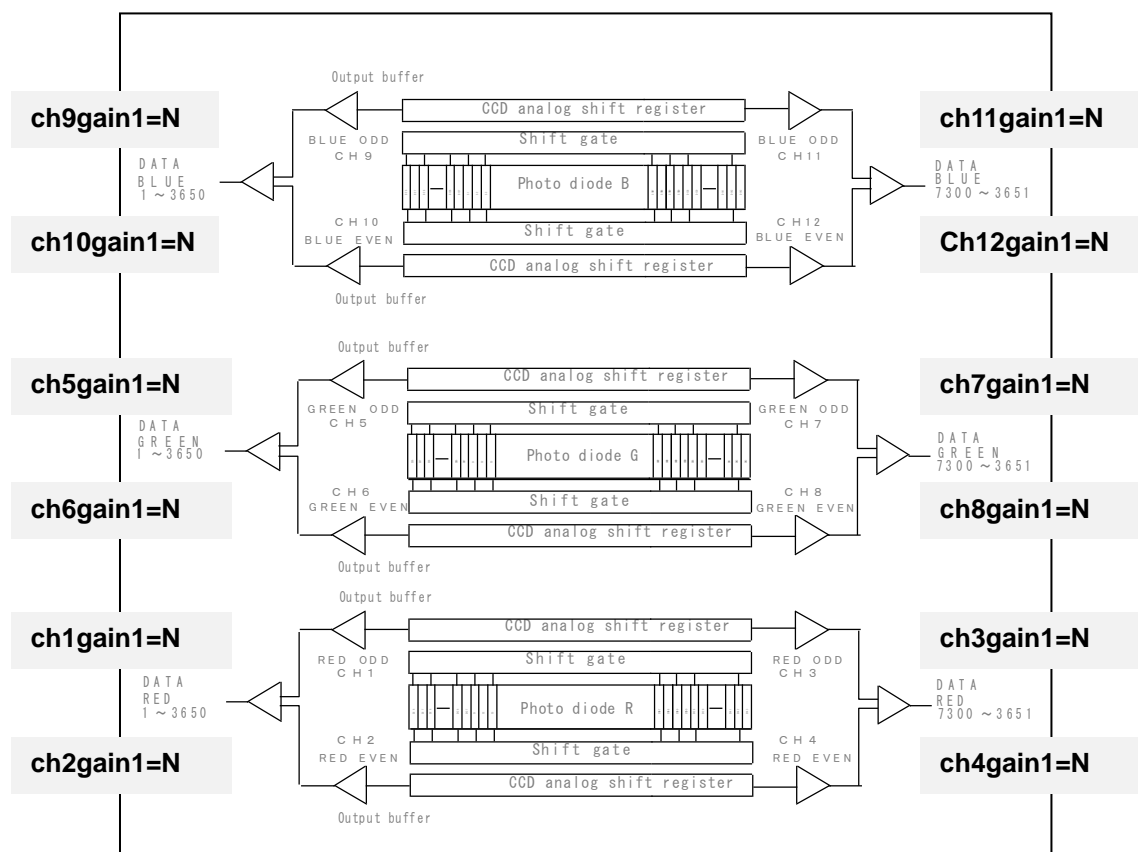 Output buffer
ch9gain1=N
CCD analog shift register
ch11gain1=N
BLUE ODD
CH9
Shift gate
BLUE ODD
CH11
DATA
BLUE
1～3650
Photo diode B
DATA
BLUE
7300～3651
ch10gain1=N
CH10
BLUE EVEN
Shift gate
CH12
BLUE EVEN
Ch12gain1=N
CCD analog shift register
Output buffer
Output buffer
ch5gain1=N
CCD analog shift register
ch7gain1=N
GREEN ODD
CH5
Shift gate
GREEN ODD
CH7
DATA
GREEN
1～3650
Photo diode G
DATA
GREEN
7300～3651
ch6gain1=N
CH6
GREEN EVEN
Shift gate
CH8
GREEN EVEN
ch8gain1=N
CCD analog shift register
Output buffer
Output buffer
ch1gain1=N
CCD analog shift register
ch3gain1=N
RED ODD
CH1
Shift gate
RED ODD
CH3
DATA
RED
1～3650
Photo diode R
DATA
RED
7300～3651
ch2gain1=N
CH2
RED EVEN
Shift gate
CH4
RED EVEN
ch4gain1=N
CCD analog shift register
Output buffer